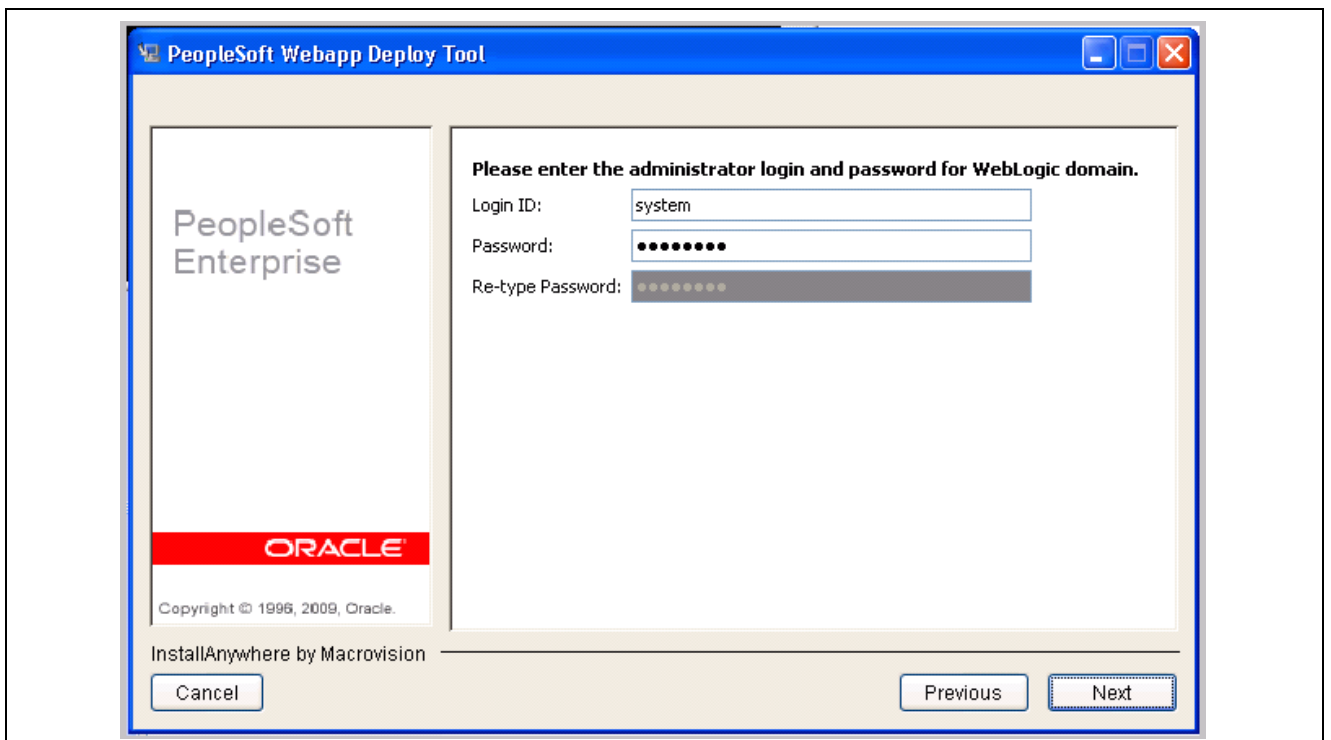 PeopleSoft Webapp Deploy Tool
PeopleSoft
Enterprise
ORACLE
Copyright © 1996, 2009, Oracle.
Please enter the administrator login and password for WebLogic domain.
Login ID: system
Password: ●●●●●●●●
Re-type Password: ●●●●●●●●
InstallAnywhere by Macrovision
Cancel Previous Next